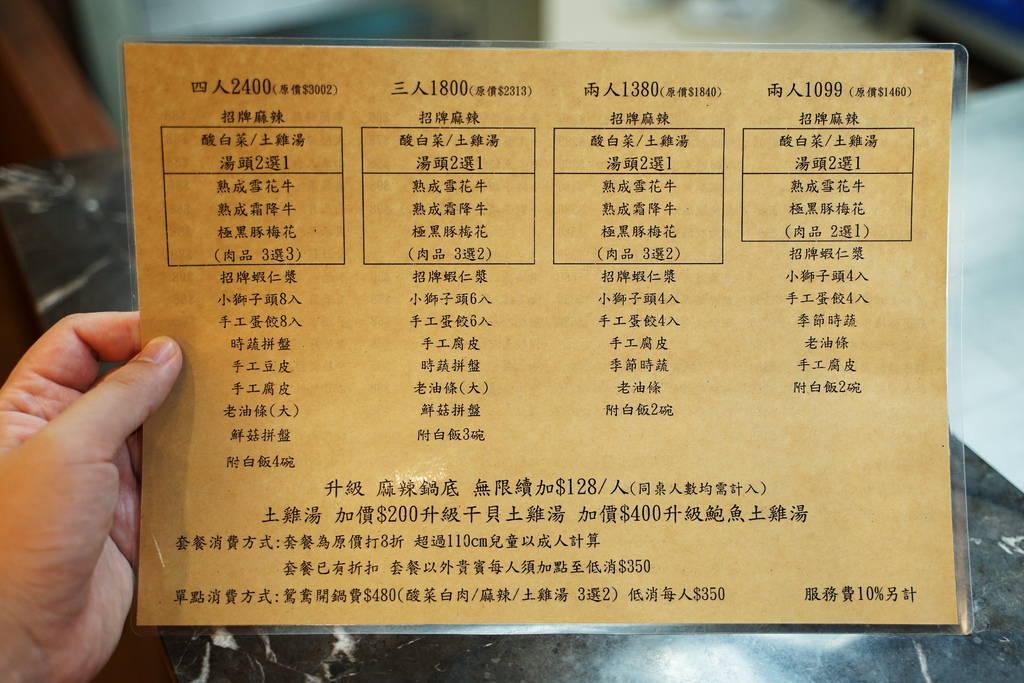 四人2400(原價$3002)
招牌麻辣
酸白菜/土雞湯
湯頭2選1
熟成雪花牛
熟成霜降牛
極黑豚梅花
(肉品 3選3)
招牌蝦仁漿
小獅子頭8入
手工蛋餃8入
時蔬拼盤
手工豆皮
手工腐皮
老油條(大)
鮮菇拼盤
附白飯4碗
三人1800(原價$2313)
招牌麻辣
酸白菜/土雞湯
湯頭2選1
熟成雪花牛
熟成霜降牛
極黑豚梅花
(肉品 3選2)
招牌蝦仁漿
小獅子頭6入
手工蛋餃6入
手工腐皮
時蔬拼盤
老油條(大)
鮮菇拼盤
附白飯3碗
兩人1380(原價$1840)
招牌麻辣
酸白菜/土雞湯
湯頭2選1
熟成雪花牛
熟成霜降牛
極黑豚梅花
(肉品 3選2)
招牌蝦仁漿
小獅子頭4入
手工蛋餃4入
手工腐皮
季節時蔬
老油條
附白飯2碗
兩人1099 (原價$1460)
招牌麻辣
酸白菜/土雞湯
湯頭2選1
熟成雪花牛
極黑豚梅花
(肉品 2選1)
招牌蝦仁漿
小獅子頭4入
手工蛋餃4入
季節時蔬
老油條
手工腐皮
附白飯2碗
升級 麻辣鍋底 無限續加$128/人(同桌人數均需計入)
土雞湯 加價$200升級干貝土雞湯 加價$400升級鮑魚土雞湯
套餐消費方式:套餐為原價打8折 超過110cm兒童以成人計算
套餐已有折扣 套餐以外貴賓每人須加點至低消$350
單點消費方式:鴛鴦開鍋費$480(酸菜白肉/麻辣/土雞湯 3選2) 低消每人$350 服務費10%另計